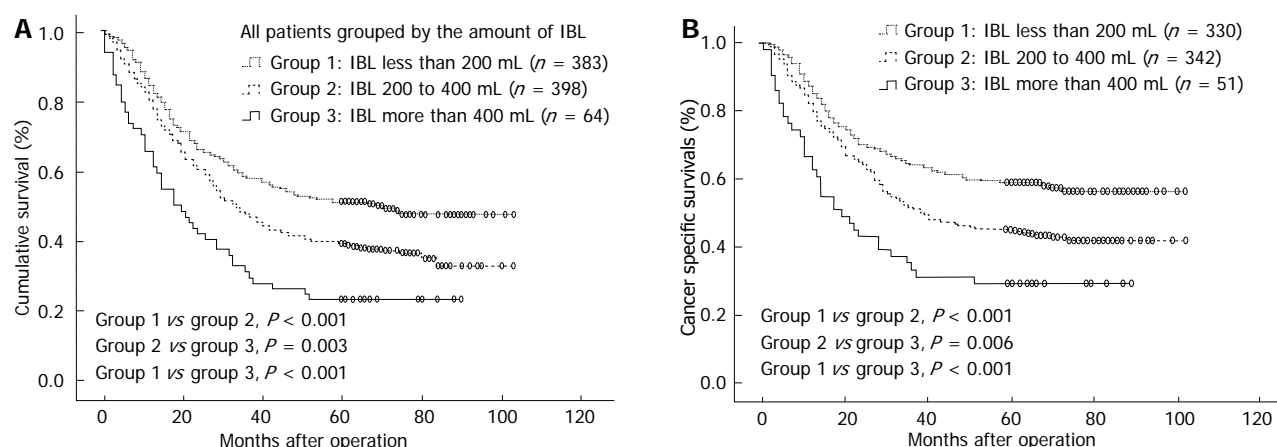 A
All patients grouped by the amount of IBL
Group 1: IBL less than 200 mL (n = 383)
Group 2: IBL 200 to 400 mL (n = 398)
Group 3: IBL more than 400 mL (n = 64)
Cumulative survival (%)
1.0
0.8
0.6
0.4
0.2
0.0
Group 1 vs group 2, P < 0.001
Group 2 vs group 3, P = 0.003
Group 1 vs group 3, P < 0.001
0 20 40 60 80 100 120
Months after operation
B
Group 1: IBL less than 200 mL (n = 330)
Group 2: IBL 200 to 400 mL (n = 342)
Group 3: IBL more than 400 mL (n = 51)
Cancer specific survivals (%)
1.0
0.8
0.6
0.4
0.2
0.0
Group 1 vs group 2, P < 0.001
Group 2 vs group 3, P = 0.006
Group 1 vs group 3, P < 0.001
0 20 40 60 80 100 120
Months after operation